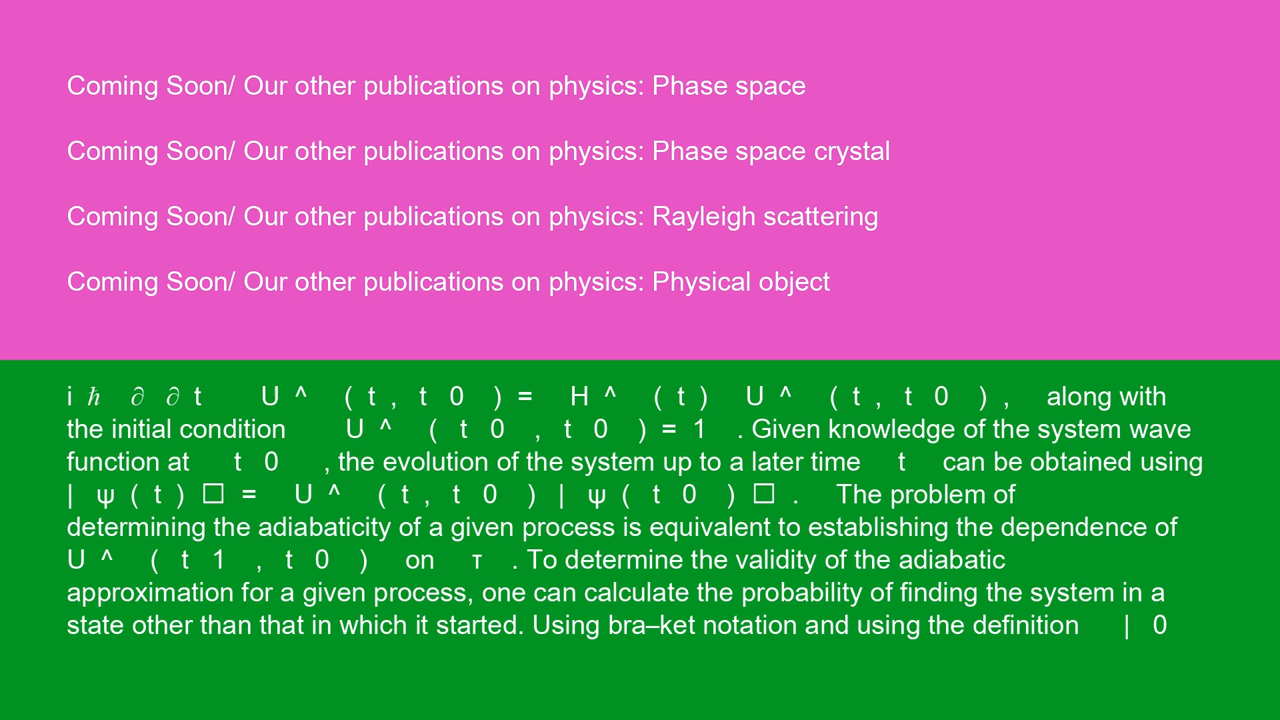 Coming Soon/ Our other publications on physics: Phase space
Coming Soon/ Our other publications on physics: Phase space crystal
Coming Soon/ Our other publications on physics: Rayleigh scattering
Coming Soon/ Our other publications on physics: Physical object
i ℏ ∂ ∂ t U ^ ( t , t 0 ) = H ^ ( t ) U ^ ( t , t 0 ) , along with
the initial condition U ^ ( t 0 , t 0 ) = 1 . Given knowledge of the system wave
function at t 0 , the evolution of the system up to a later time t can be obtained using
| ψ ( t ) □ = U ^ ( t , t 0 ) | ψ ( t 0 ) □ . The problem of
determining the adiabaticity of a given process is equivalent to establishing the dependence of
U ^ ( t 1 , t 0 ) on τ . To determine the validity of the adiabatic
approximation for a given process, one can calculate the probability of finding the system in a
state other than that in which it started. Using bra–ket notation and using the definition | 0